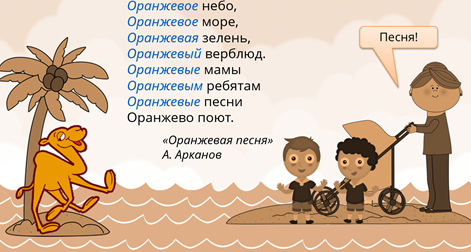 Оранжевое небо,
Оранжевое море,
Оранжевая зелень,
Оранжевый верблюд.
Оранжевые мамы
Оранжевым ребятам
Оранжевые песни
Оранжево поют.
«Оранжевая песня»
А. Арканов
Песня!